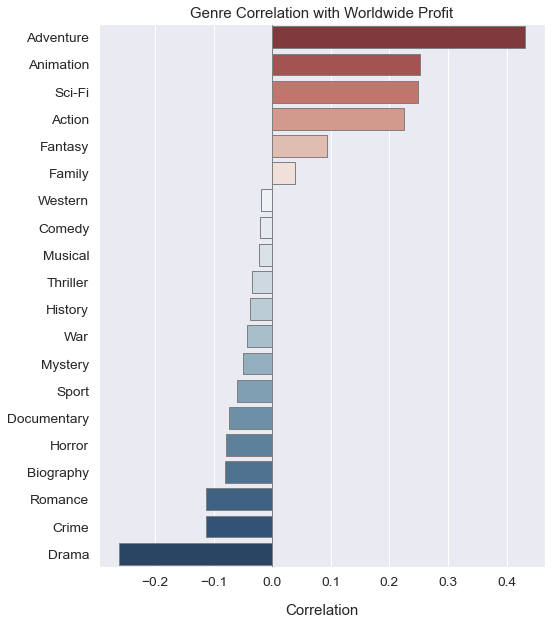 Genre Correlation with Worldwide Profit
Adventure
Animation
Sci-Fi
Action
Fantasy
Family
Western
Comedy
Musical
Thriller
History
War
Mystery
Sport
Documentary
Horror
Biography
Romance
Crime
Drama
−0.2 −0.1 0.0 0.1 0.2 0.3 0.4
Correlation